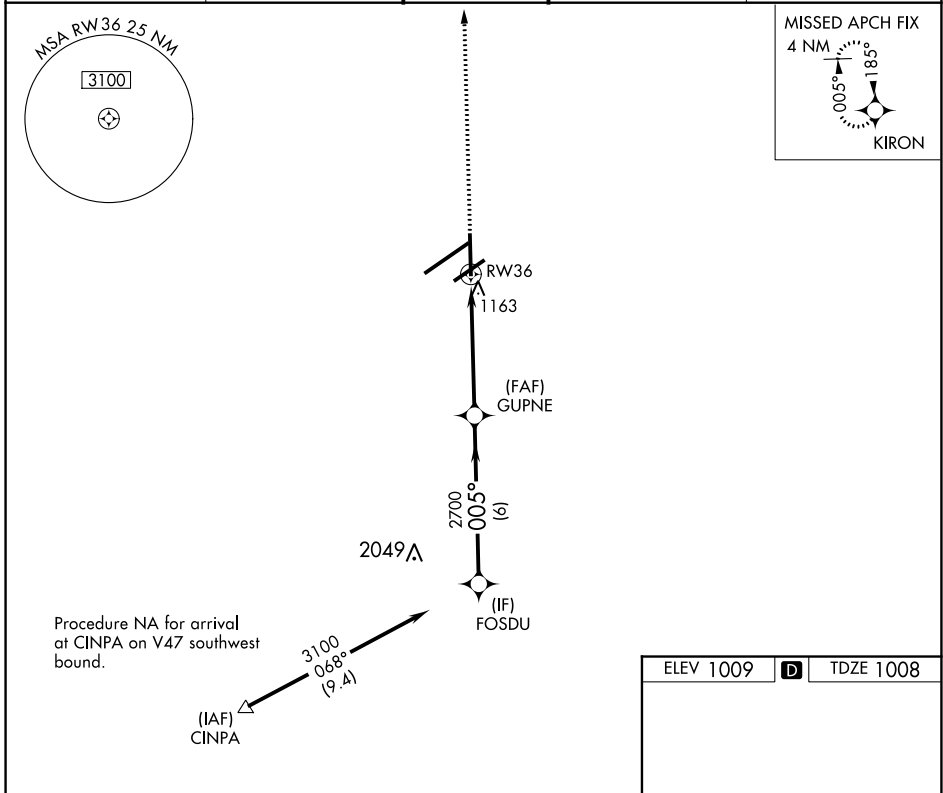 MSA RW36 25 NM
3100
MISSED APCH FIX
4 NM
005°
185°
KIRON
RW36
1163
(FAF)
GUPNE
2700
005°
(6)
2049
(IF)
FOSDU
Procedure NA for arrival
at CINPA on V47 southwest
bound.
3100
068°
(9.4)
(IAF)
CINPA
ELEV 1009 D TDZE 1008